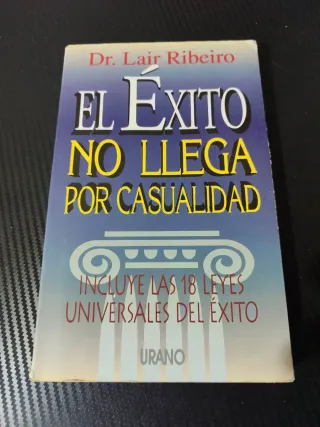 Dr. Lair Ribeiro
EL ÉXITO
NO LLEGA
POR CASUALIDAD
INCLUYE LAS 18 LEYES
UNIVERSALES DEL ÉXITO
URANO